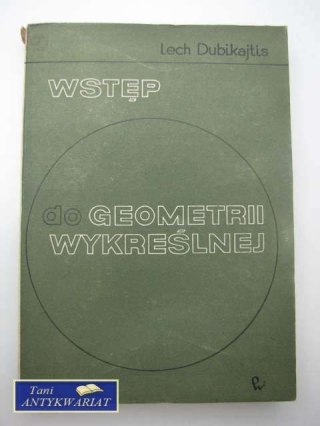 Lech Dubikajtis
WSTĘP
do GEOMETRII
WYKREŚLNEJ
Tani
ANTYKWARIAT